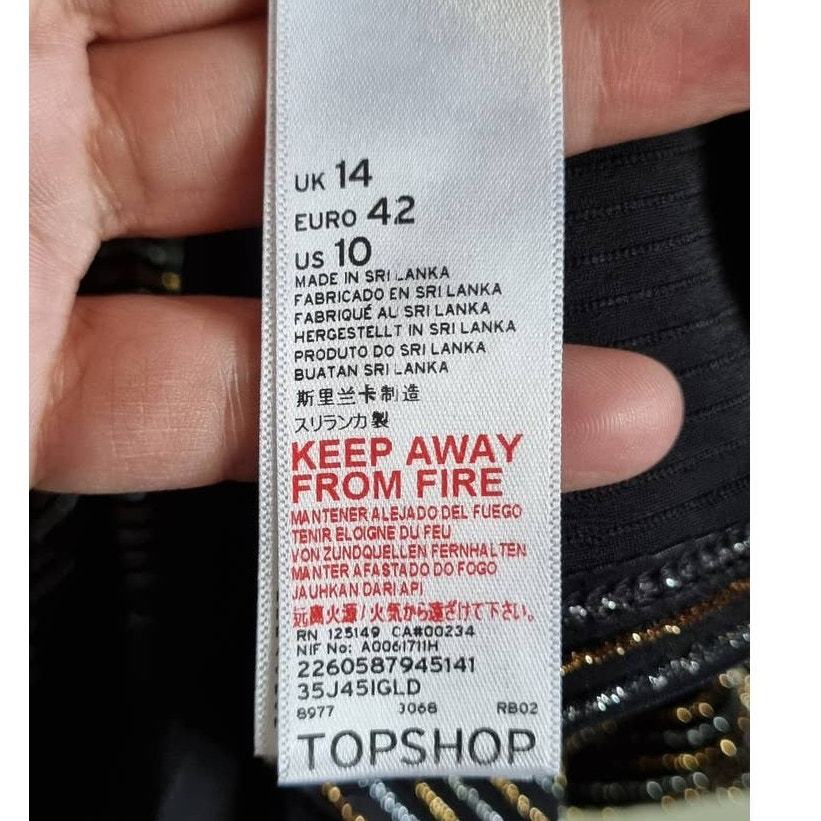 UK 14
EURO 42
US 10
MADE IN SRI LANKA
FABRICADO EN SRI LANKA
FABRIQUÉ AU SRI LANKA
HERGESTELLT IN SRI LANKA
PRODUTO DO SRI LANKA
BUATAN SRI LANKA
斯里兰卡制造
スリランカ製
KEEP AWAY
FROM FIRE
MANTENER ALEJADO DEL FUEGO
TENIR ELOIGNE DU FEU
VON ZUNDQUELLEN FERNHALTEN
MANTER AFASTADO DO FOGO
JAUHKAN DARI API
远离火源/火気から遠ざけて下さい。
RN 125149 CA#00234
NIF No: A0061711H
2260587945141
35J45IGLD
8977 3068 RB02
TOPSHOP